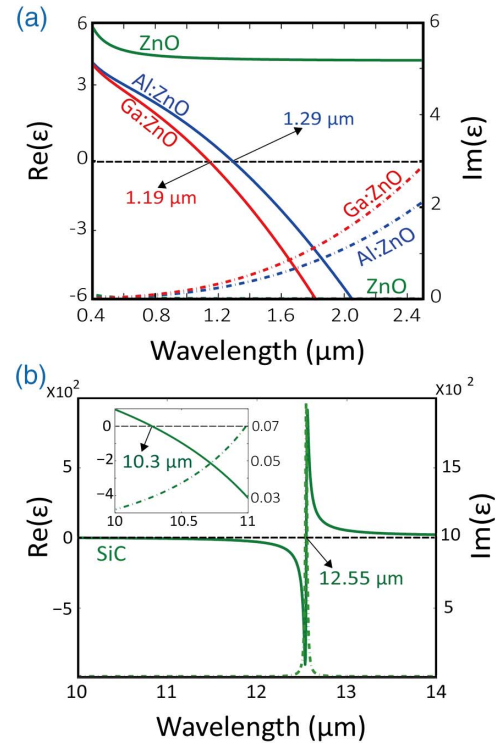 (a)
6
3
0
-3
-6
Re(ε)
ZnO
Al:ZnO
Ga:ZnO
1.29 μm
1.19 μm
Ga:ZnO
Al:ZnO
ZnO
6
4
2
0
Im(ε)
0.4 0.8 1.2 1.6 2.0 2.4
Wavelength (μm)
(b)
X10²
X10 ²
5
0
−5
Re(ε)
0
−2
−4
10.3 μm
0.07
0.05
0.03
10 10.5 11
SiC
12.55 μm
15
10
5
Im(ε)
10 11 12 13 14
Wavelength (μm)